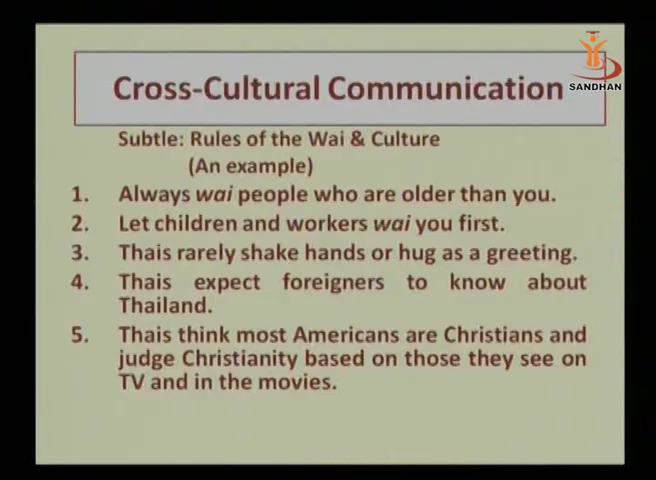 SANDHAN
Cross-Cultural Communication
Subtle: Rules of the Wai & Culture
(An example)
1. Always wai people who are older than you.
2. Let children and workers wai you first.
3. Thais rarely shake hands or hug as a greeting.
4. Thais expect foreigners to know about
Thailand.
5. Thais think most Americans are Christians and
judge Christianity based on those they see on
TV and in the movies.